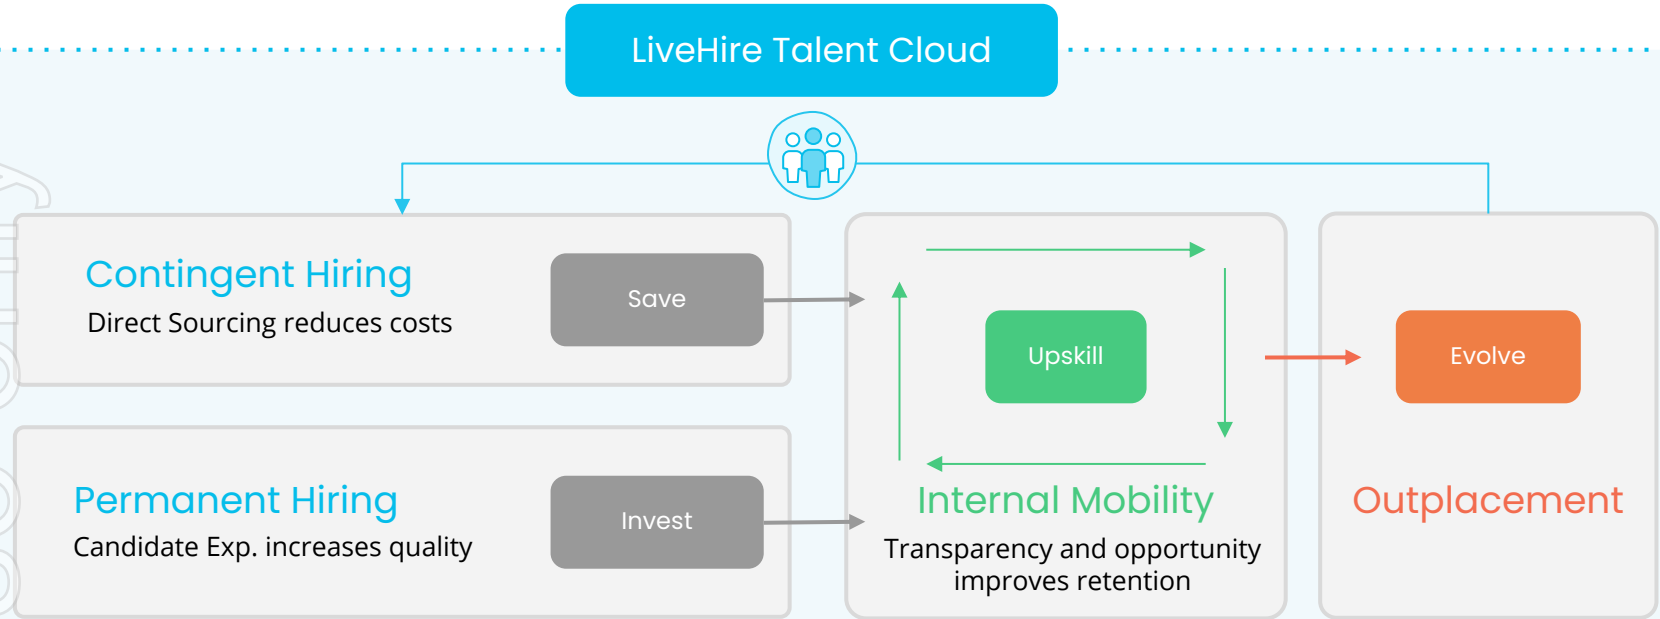 LiveHire Talent Cloud
Contingent Hiring
Direct Sourcing reduces costs
Save
Permanent Hiring
Candidate Exp. increases quality
Invest
Upskill
Internal Mobility
Transparency and opportunity
improves retention
Evolve
Outplacement